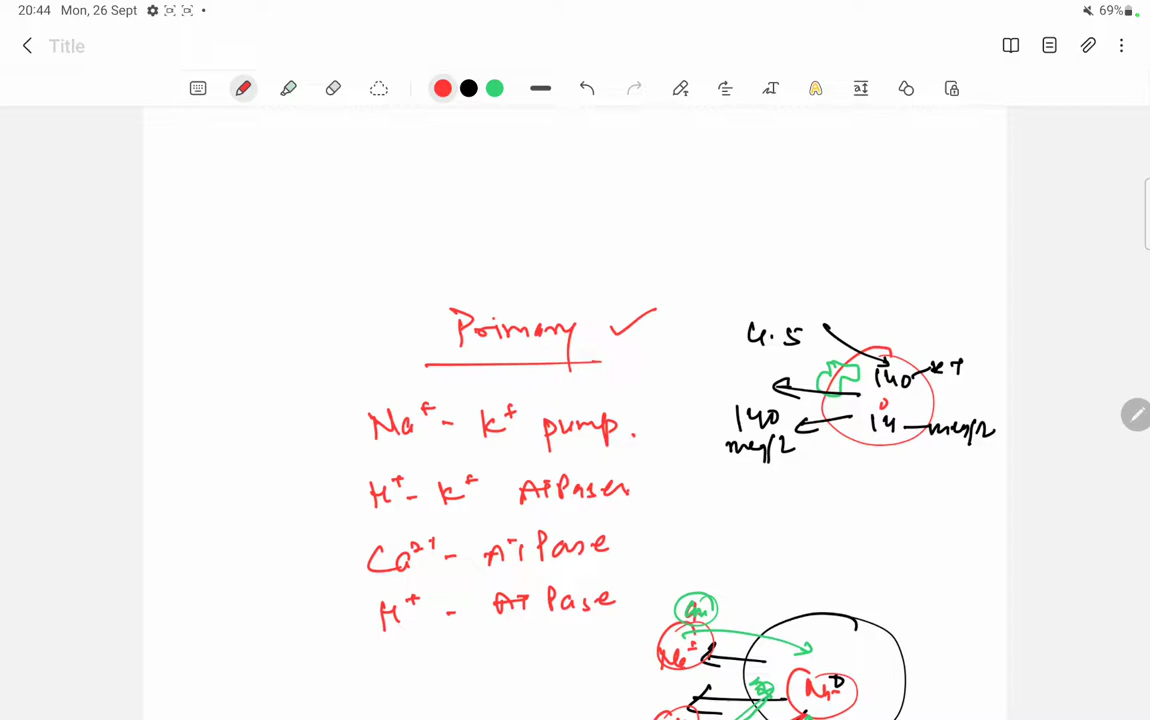 20:44 Mon, 26 Sept
69%
Title
Primary
4.5
140 K+
Na+ - K+ pump.
140
14 meq/L
meq/L
H+ - K+ ATPases
Ca2+ - ATPase
H+ - ATPase